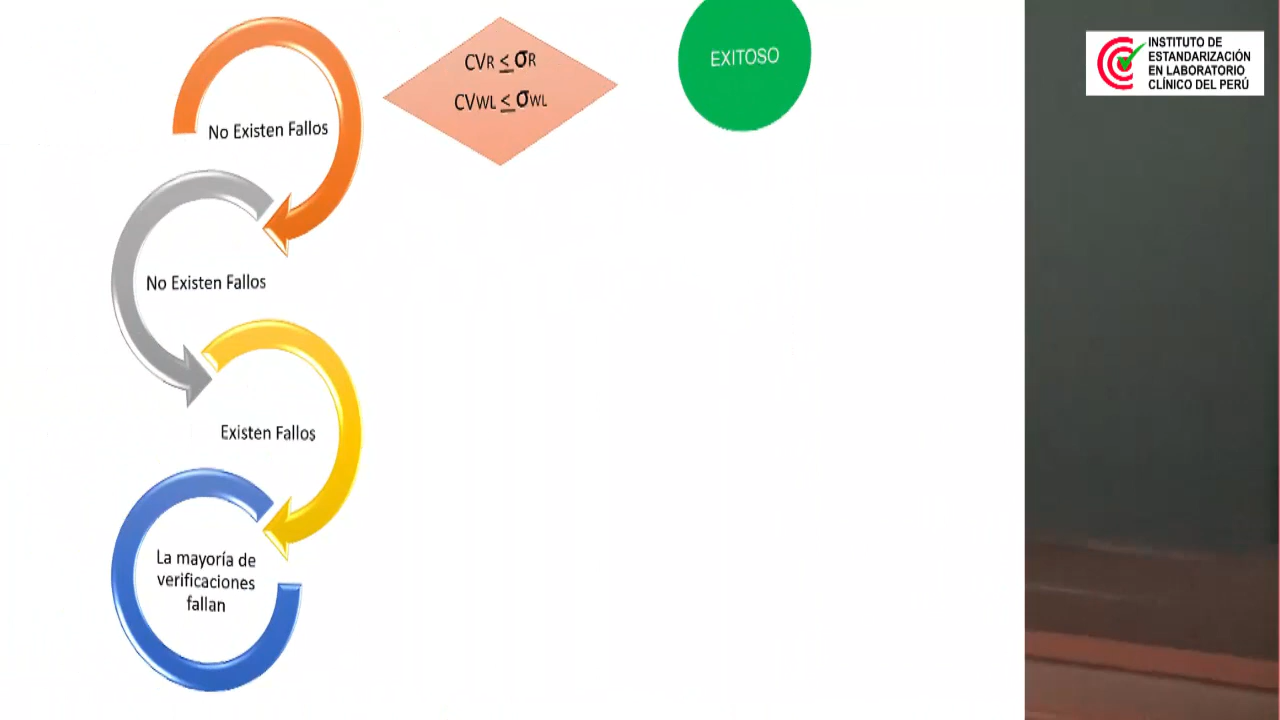 No Existen Fallos
CVR ≤ σR
CVWL ≤ σWL
EXITOSO
INSTITUTO DE
ESTANDARIZACIÓN
EN LABORATORIO
CLÍNICO DEL PERÚ
No Existen Fallos
Existen Fallos
La mayoría de
verificaciones
fallan